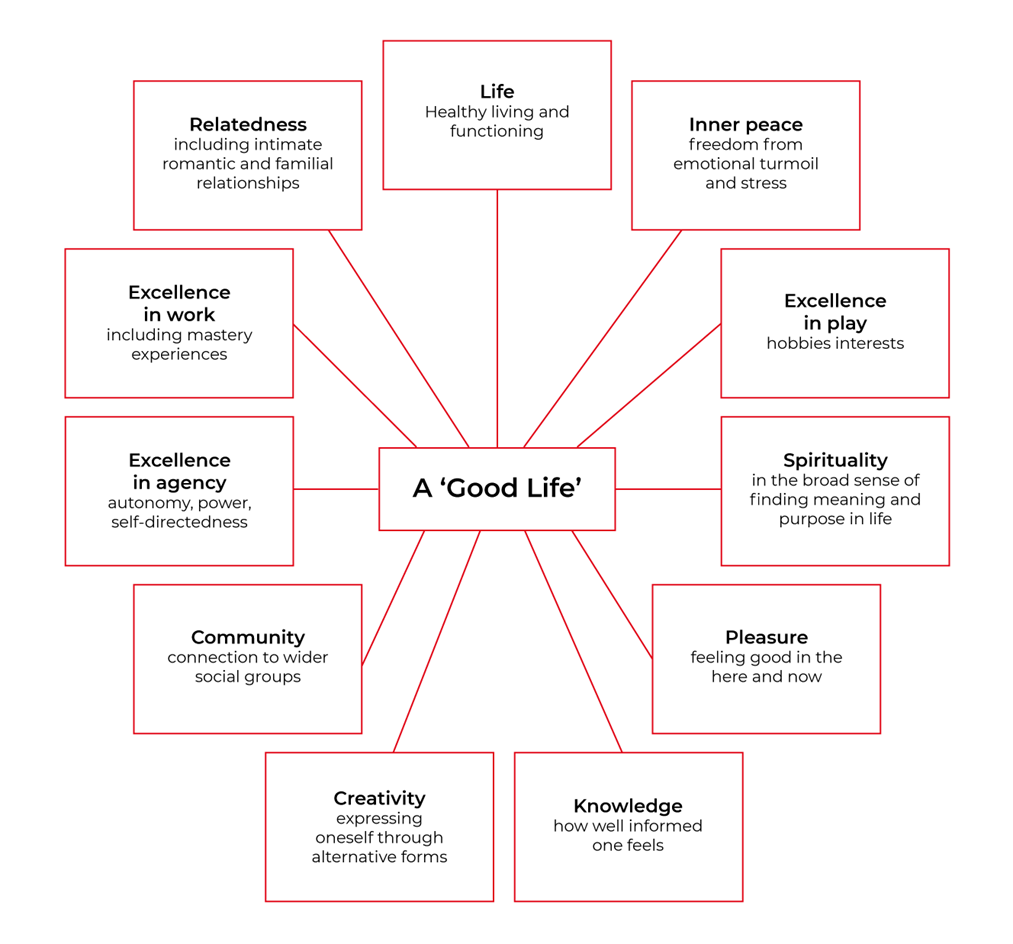 Life
Healthy living and
functioning
Relatedness
including intimate
romantic and familial
relationships
Inner peace
freedom from
emotional turmoil
and stress
Excellence
in work
including mastery
experiences
Excellence
in play
hobbies interests
Excellence
in agency
autonomy, power,
self-directedness
A ‘Good Life’
Spirituality
in the broad sense of
finding meaning and
purpose in life
Community
connection to wider
social groups
Pleasure
feeling good in the
here and now
Creativity
expressing
oneself through
alternative forms
Knowledge
how well informed
one feels